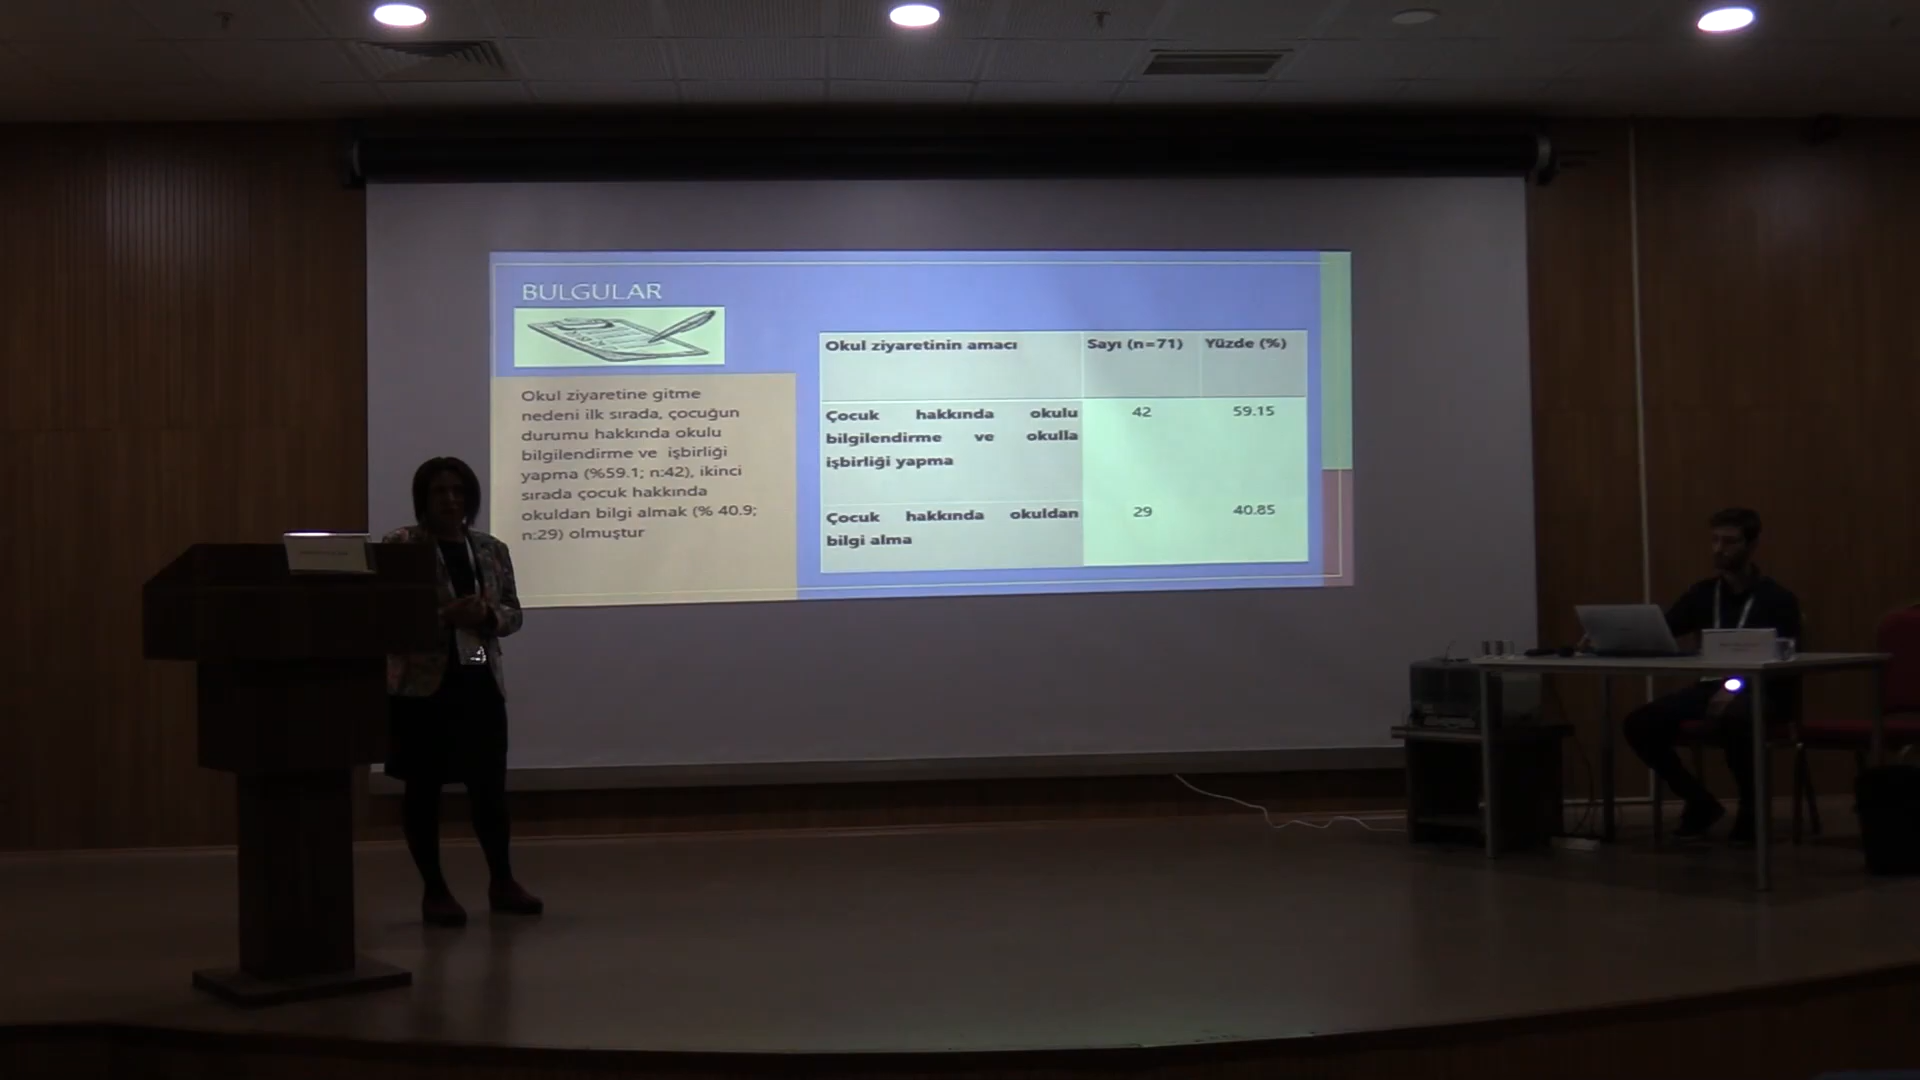 BULGULAR
Okul ziyaretine gitme
nedeni ilk sırada, çocuğun
durumu hakkında okulu
bilgilendirme ve işbirliği
yapma (%59.1; n:42), ikinci
sırada çocuk hakkında
okuldan bilgi almak (% 40.9;
n:29) olmuştur
Okul ziyaretinin amacı Sayı (n=71) Yüzde (%)
Çocuk hakkında okulu 42 59.15
bilgilendirme ve okulla
işbirliği yapma
Çocuk hakkında okuldan 29 40.85
bilgi alma